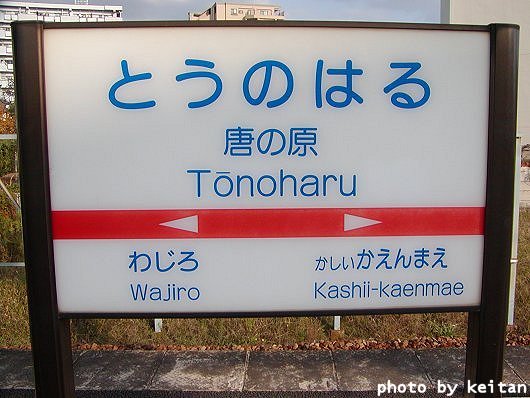 とうのはる
唐の原
Tōnoharu
わじろ
Wajiro
かしいかえんまえ
Kashii-kaenmae
photo by keitan